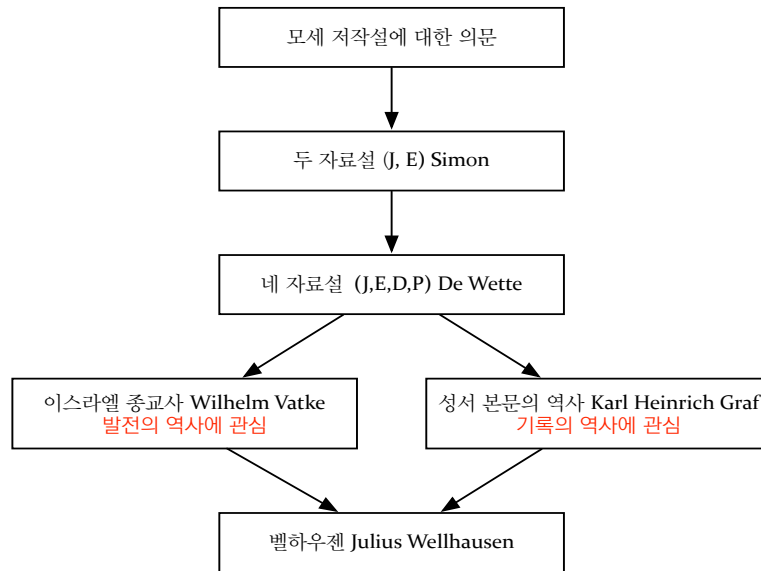 모세 저작설에 대한 의문
두 자료설 (J, E) Simon
네 자료설 (J,E,D,P) De Wette
이스라엘 종교사 Wilhelm Vatke
발전의 역사에 관심
성서 본문의 역사 Karl Heinrich Graf
기록의 역사에 관심
벨하우젠 Julius Wellhausen